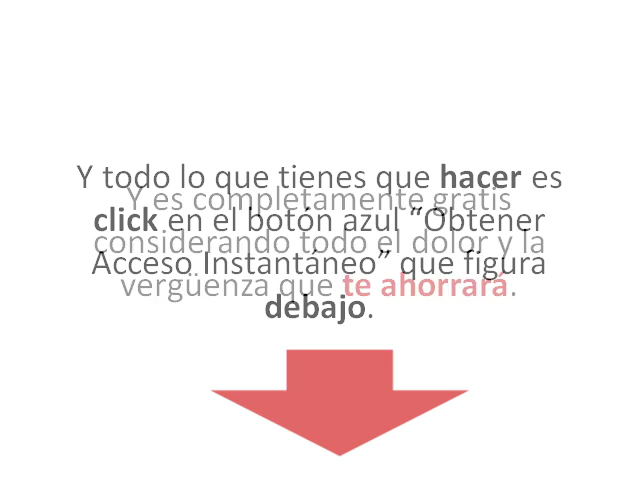 Y todo lo que tienes que hacer es
Y es completamente gratis
click en el botón azul “Obtener
considerando todo el dolor y la
Acceso Instantáneo” que figura
vergüenza que te ahorrará.
debajo.